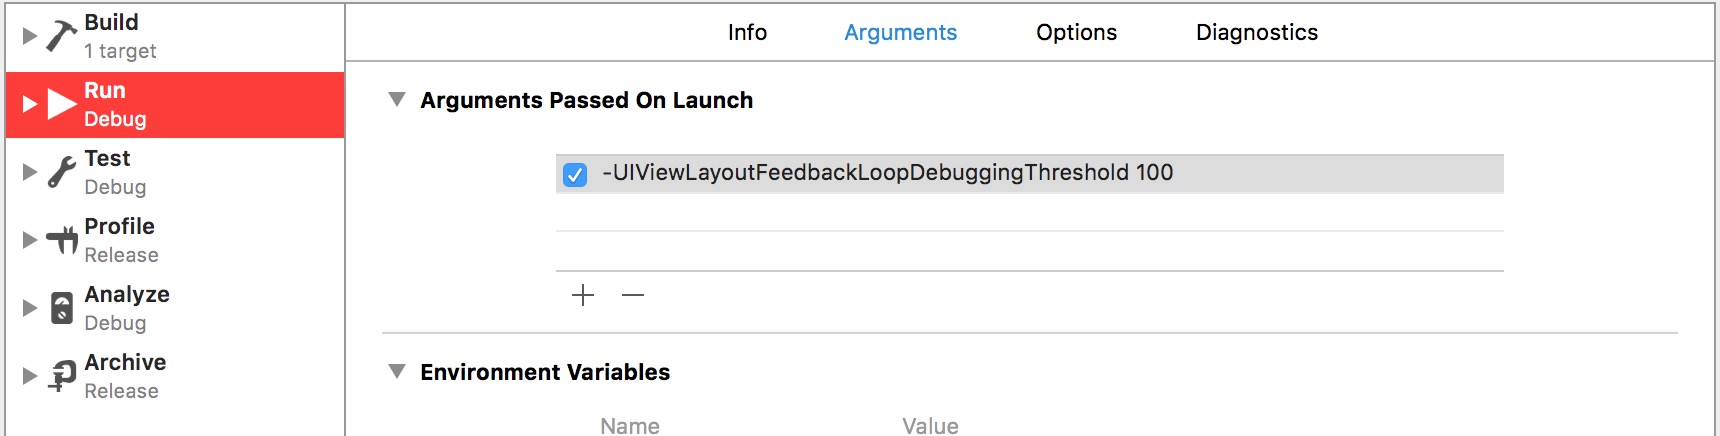 Build
1 target
Run
Debug
Test
Debug
Profile
Release
Analyze
Debug
Archive
Release
Info Arguments Options Diagnostics
Arguments Passed On Launch
-UIViewLayoutFeedbackLoopDebuggingThreshold 100
Environment Variables
Name Value